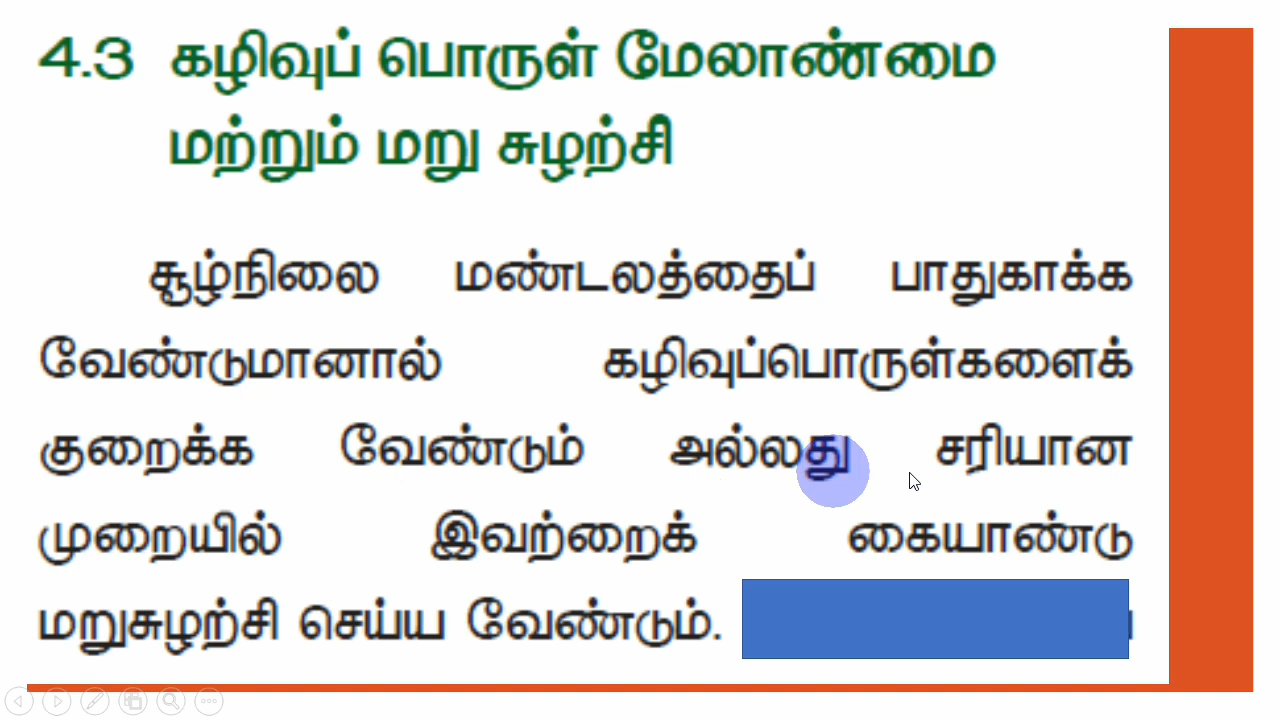 4.3 கழிவுப் பொருள் மேலாண்மை
மற்றும் மறு சுழற்சி
சூழ்நிலை மண்டலத்தைப் பாதுகாக்க
வேண்டுமானால் கழிவுப்பொருள்களைக்
குறைக்க வேண்டும் அல்லது சரியான
முறையில் இவற்றைக் கையாண்டு
மறுசுழற்சி செய்ய வேண்டும்.